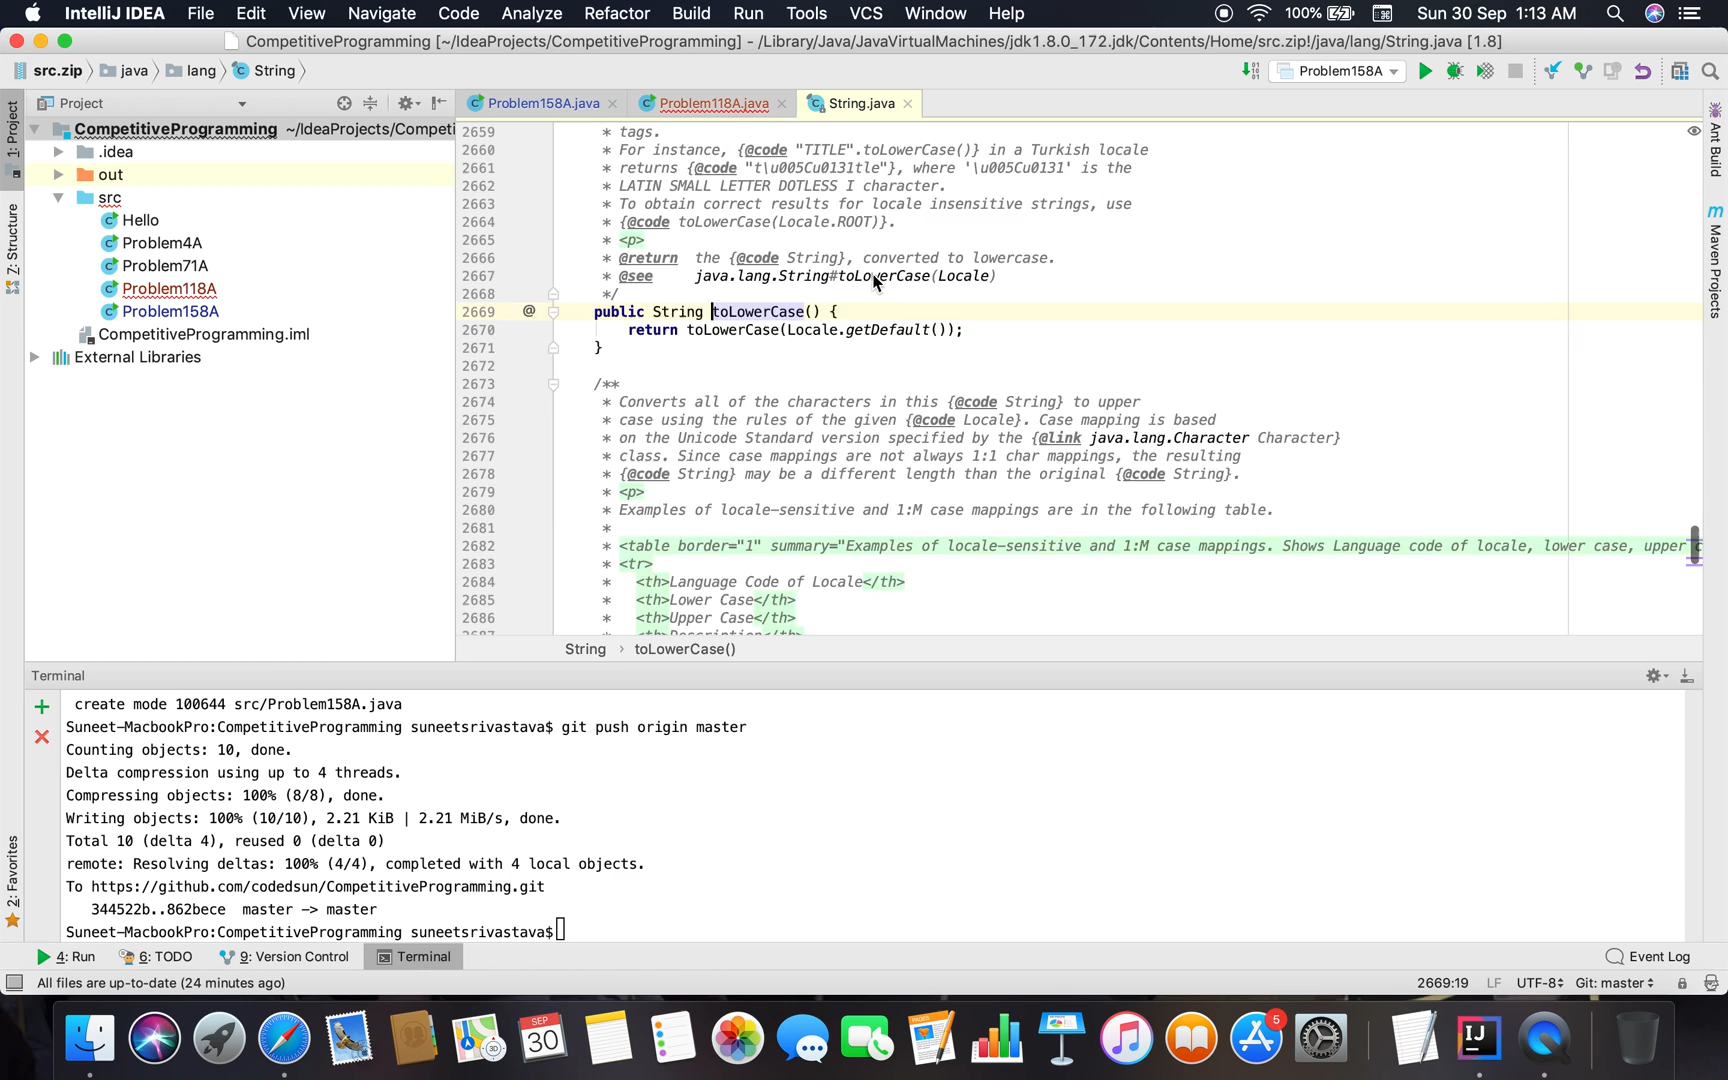 IntelliJ IDEA File Edit View Navigate Code Analyze Refactor Build Run Tools VCS Window Help 100% Sun 30 Sep 1:13 AM
CompetitiveProgramming [~/IdeaProjects/CompetitiveProgramming] - /Library/Java/JavaVirtualMachines/jdk1.8.0_172.jdk/Contents/Home/src.zip!/java/lang/String.java [1.8]
src.zip java lang String Problem158A
Project
Problem158A.java Problem118A.java String.java
1: Project
Z: Structure
2: Favorites
CompetitiveProgramming ~/IdeaProjects/Competi
.idea
out
src
Hello
Problem4A
Problem71A
Problem118A
Problem158A
CompetitiveProgramming.iml
External Libraries
2659 * tags.
2660 * For instance, {@code "TITLE".toLowerCase()} in a Turkish locale
2661 * returns {@code "t\u005Cu0131tle"}, where '\u005Cu0131' is the
2662 * LATIN SMALL LETTER DOTLESS I character.
2663 * To obtain correct results for locale insensitive strings, use
2664 * {@code toLowerCase(Locale.ROOT)}.
2665 * <p>
2666 * @return the {@code String}, converted to lowercase.
2667 * @see java.lang.String#toLowerCase(Locale)
2668 */
2669 @ public String toLowerCase() {
2670 return toLowerCase(Locale.getDefault());
2671 }
2672
2673 /**
2674 * Converts all of the characters in this {@code String} to upper
2675 * case using the rules of the given {@code Locale}. Case mapping is based
2676 * on the Unicode Standard version specified by the {@link java.lang.Character Character}
2677 * class. Since case mappings are not always 1:1 char mappings, the resulting
2678 * {@code String} may be a different length than the original {@code String}.
2679 * <p>
2680 * Examples of locale-sensitive and 1:M case mappings are in the following table.
2681 *
2682 * <table border="1" summary="Examples of locale-sensitive and 1:M case mappings. Shows Language code of locale, lower case, upper c
2683 * <tr>
2684 * <th>Language Code of Locale</th>
2685 * <th>Lower Case</th>
2686 * <th>Upper Case</th>
2687 * <th>Description</th>
String › toLowerCase()
Ant Build
Maven Projects
Terminal
create mode 100644 src/Problem158A.java
Suneet-MacbookPro:CompetitiveProgramming suneetsrivastava$ git push origin master
Counting objects: 10, done.
Delta compression using up to 4 threads.
Compressing objects: 100% (8/8), done.
Writing objects: 100% (10/10), 2.21 KiB | 2.21 MiB/s, done.
Total 10 (delta 4), reused 0 (delta 0)
remote: Resolving deltas: 100% (4/4), completed with 4 local objects.
To https://github.com/codedsun/CompetitiveProgramming.git
344522b..862bece master -> master
Suneet-MacbookPro:CompetitiveProgramming suneetsrivastava$
4: Run 6: TODO 9: Version Control Terminal Event Log
All files are up-to-date (24 minutes ago) 2669:19 LF UTF-8 Git: master
SEP
30
PAGES
5
IJ